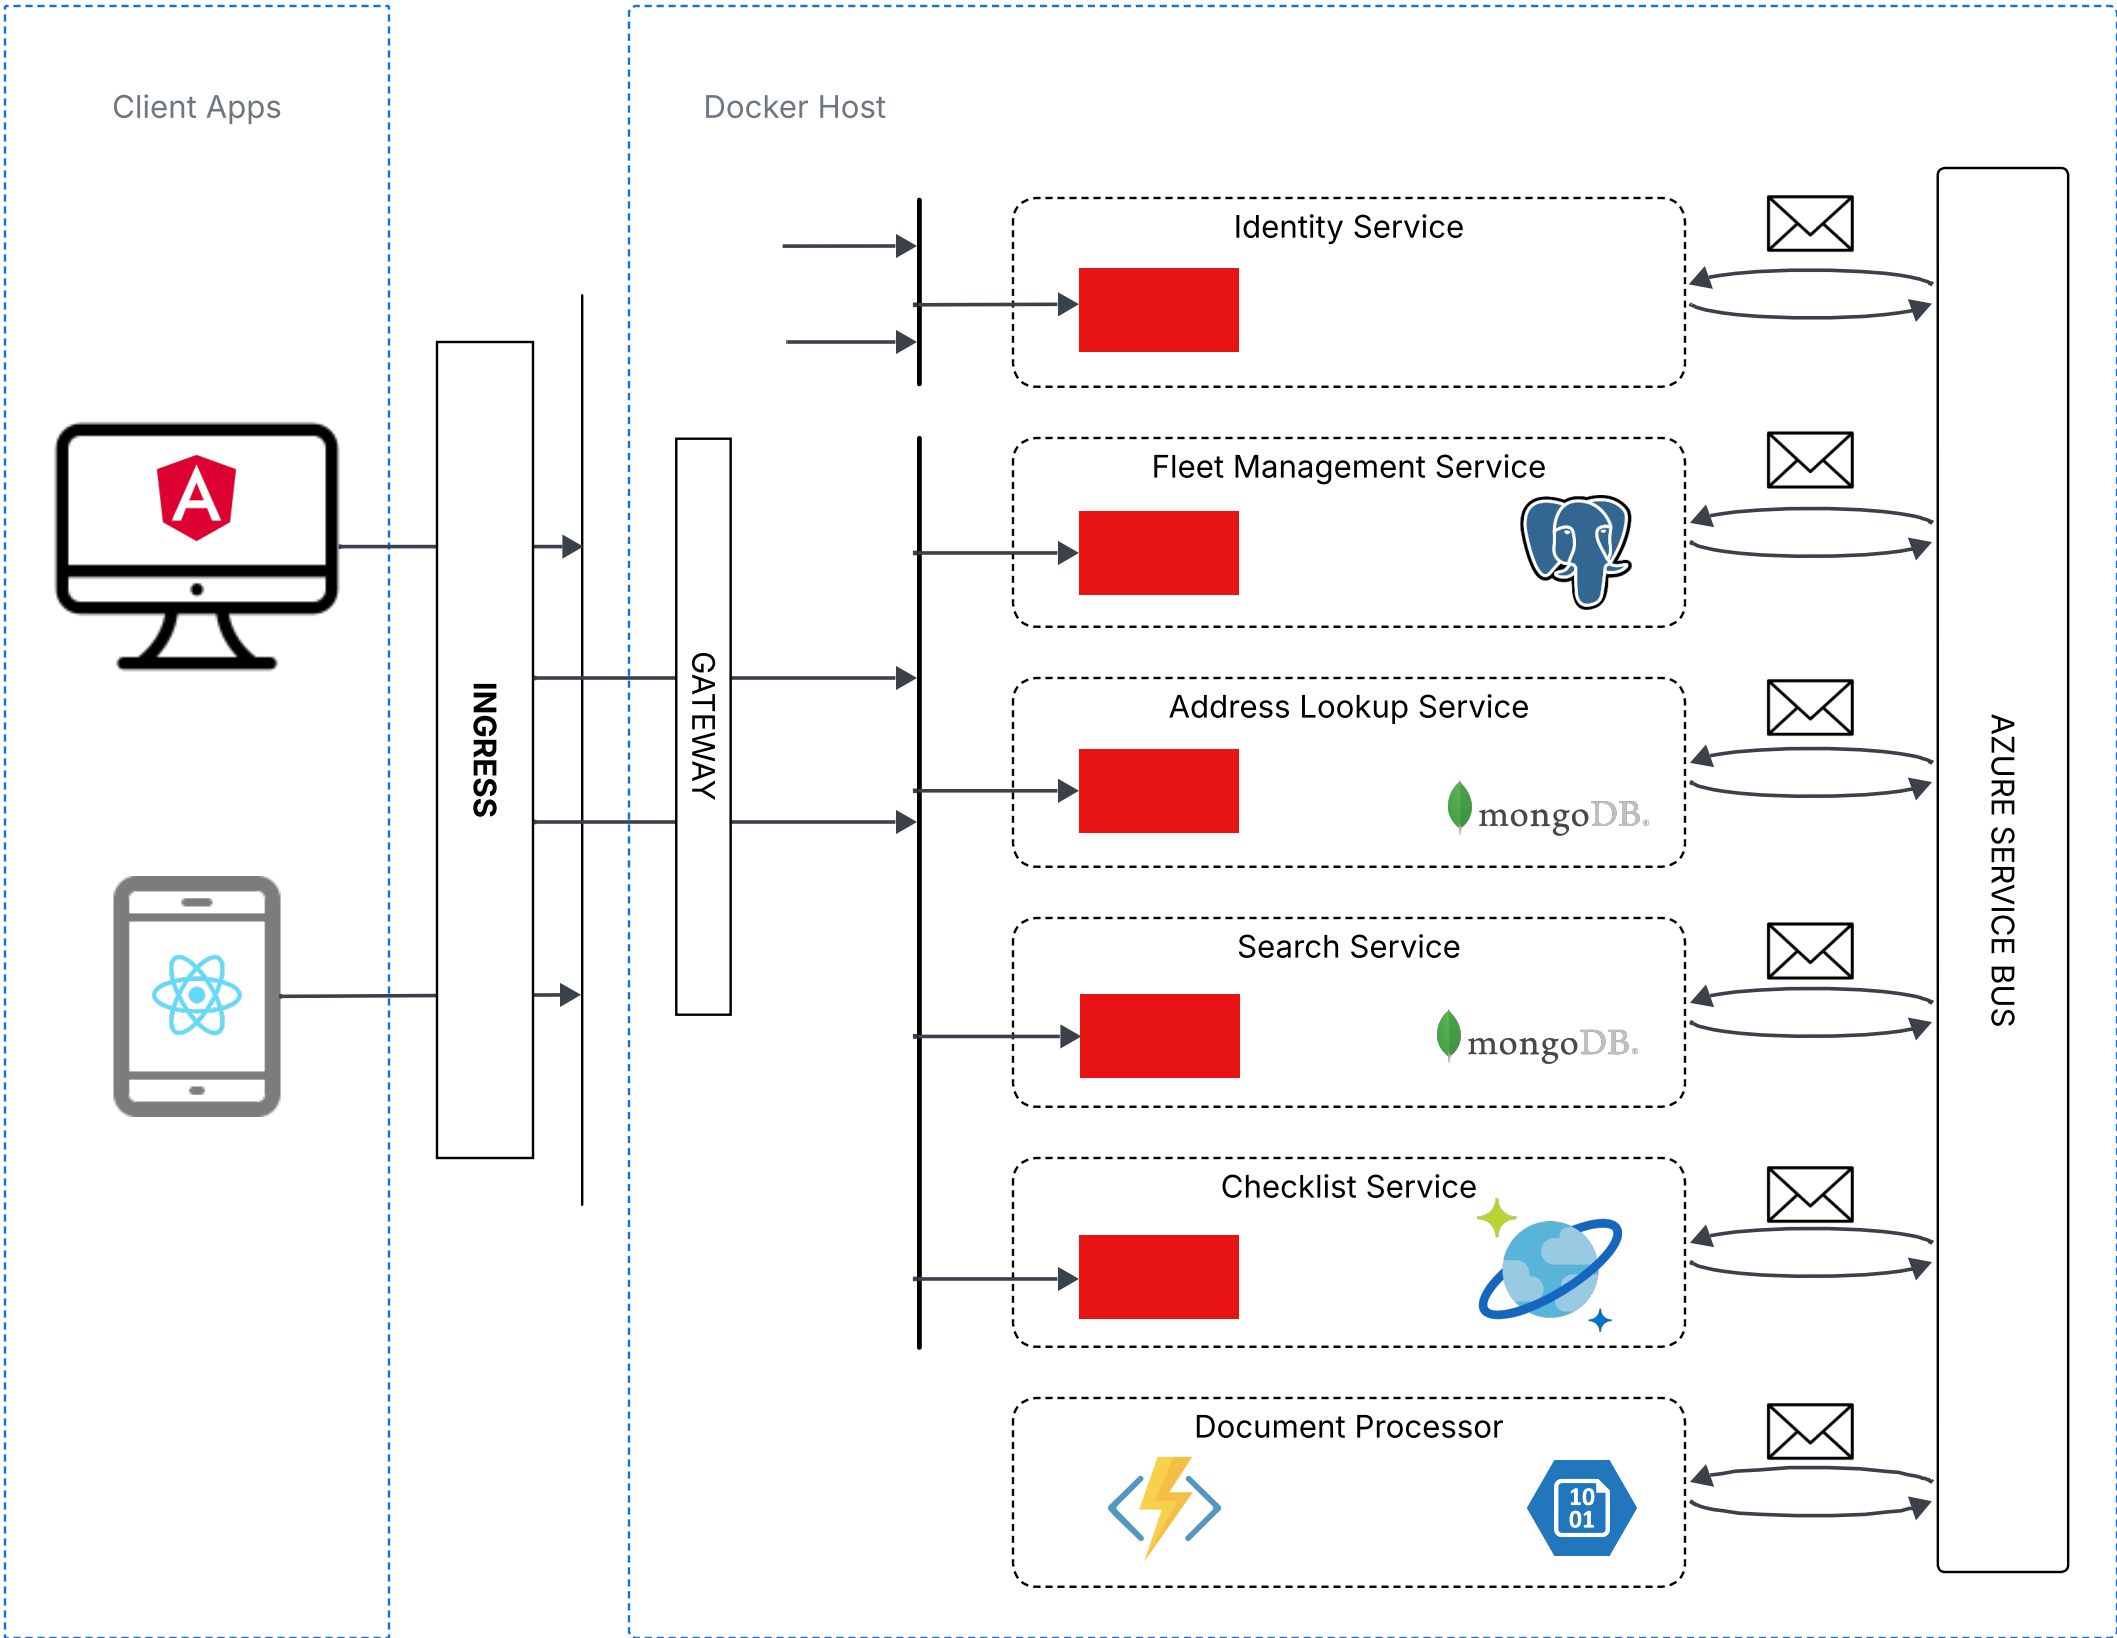 Client Apps
Docker Host
Identity Service
Fleet Management Service
Address Lookup Service
mongoDB®
Search Service
mongoDB®
Checklist Service
Document Processor
10
01
INGRESS
GATEWAY
AZURE SERVICE BUS
A